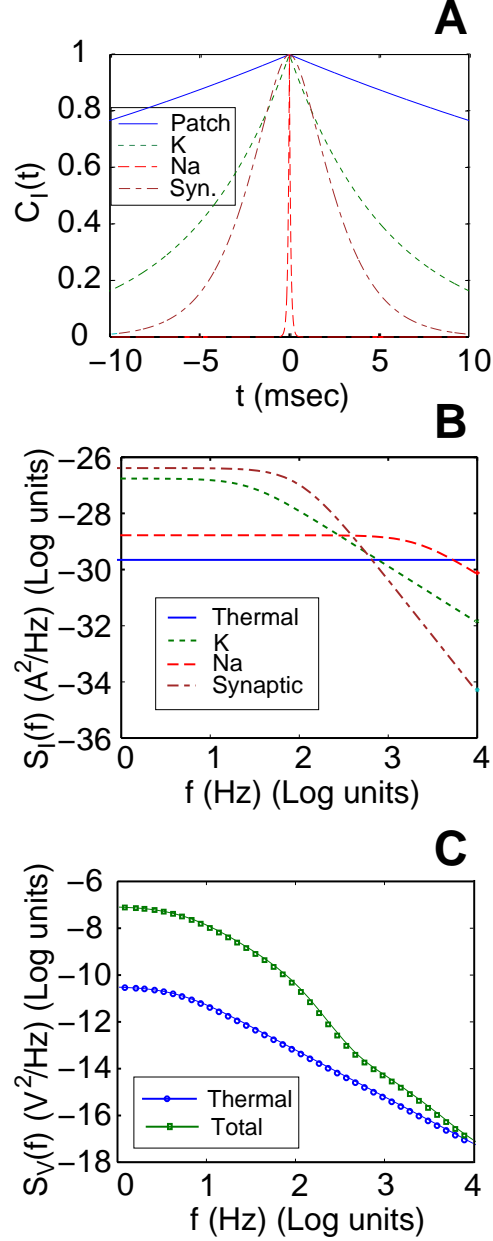 A
1
0.8
0.6
0.4
0.2
0
C_I(t)
Patch
K
Na
Syn.
−10
−5
0
5
10
t (msec)
B
−26
−28
−30
−32
−34
−36
S_I(f) (A^2/Hz) (Log units)
Thermal
K
Na
Synaptic
0
1
2
3
4
f (Hz) (Log units)
C
−6
−8
−10
−12
−14
−16
−18
S_V(f) (V^2/Hz) (Log units)
Thermal
Total
0
1
2
3
4
f (Hz) (Log units)